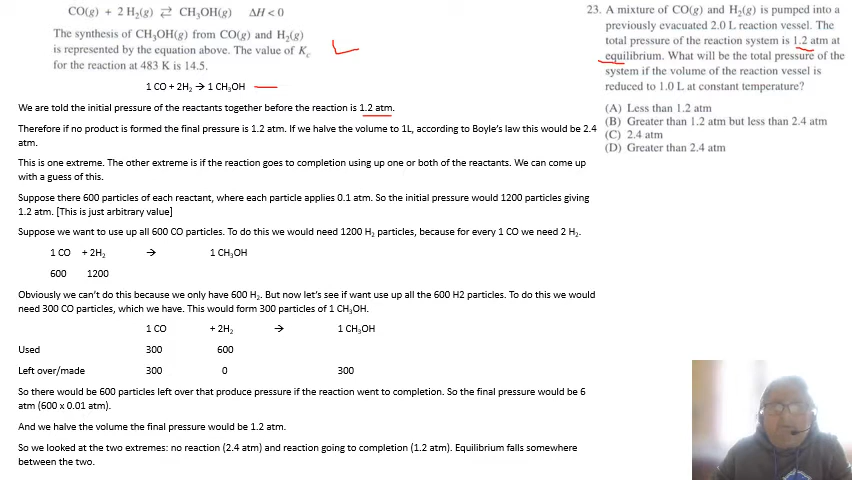 CO(g) + 2 H₂(g) ⇄ CH₃OH(g) ΔH < 0
The synthesis of CH₃OH(g) from CO(g) and H₂(g)
is represented by the equation above. The value of K꜀
for the reaction at 483 K is 14.5.
1 CO + 2H₂ → 1 CH₃OH
We are told the initial pressure of the reactants together before the reaction is 1.2 atm.
Therefore if no product is formed the final pressure is 1.2 atm. If we halve the volume to 1L, according to Boyle's law this would be 2.4
atm.
This is one extreme. The other extreme is if the reaction goes to completion using up one or both of the reactants. We can come up
with a guess of this.
Suppose there 600 particles of each reactant, where each particle applies 0.1 atm. So the initial pressure would 1200 particles giving
1.2 atm. [This is just arbitrary value]
Suppose we want to use up all 600 CO particles. To do this we would need 1200 H₂ particles, because for every 1 CO we need 2 H₂.
1 CO + 2H₂ → 1 CH₃OH
600 1200
Obviously we can't do this because we only have 600 H₂. But now let's see if want use up all the 600 H2 particles. To do this we would
need 300 CO particles, which we have. This would form 300 particles of 1 CH₃OH.
1 CO + 2H₂ → 1 CH₃OH
Used 300 600
Left over/made 300 0 300
So there would be 600 particles left over that produce pressure if the reaction went to completion. So the final pressure would be 6
atm (600 x 0.01 atm).
And we halve the volume the final pressure would be 1.2 atm.
So we looked at the two extremes: no reaction (2.4 atm) and reaction going to completion (1.2 atm). Equilibrium falls somewhere
between the two.
23. A mixture of CO(g) and H₂(g) is pumped into a
previously evacuated 2.0 L reaction vessel. The
total pressure of the reaction system is 1.2 atm at
equilibrium. What will be the total pressure of the
system if the volume of the reaction vessel is
reduced to 1.0 L at constant temperature?
(A) Less than 1.2 atm
(B) Greater than 1.2 atm but less than 2.4 atm
(C) 2.4 atm
(D) Greater than 2.4 atm